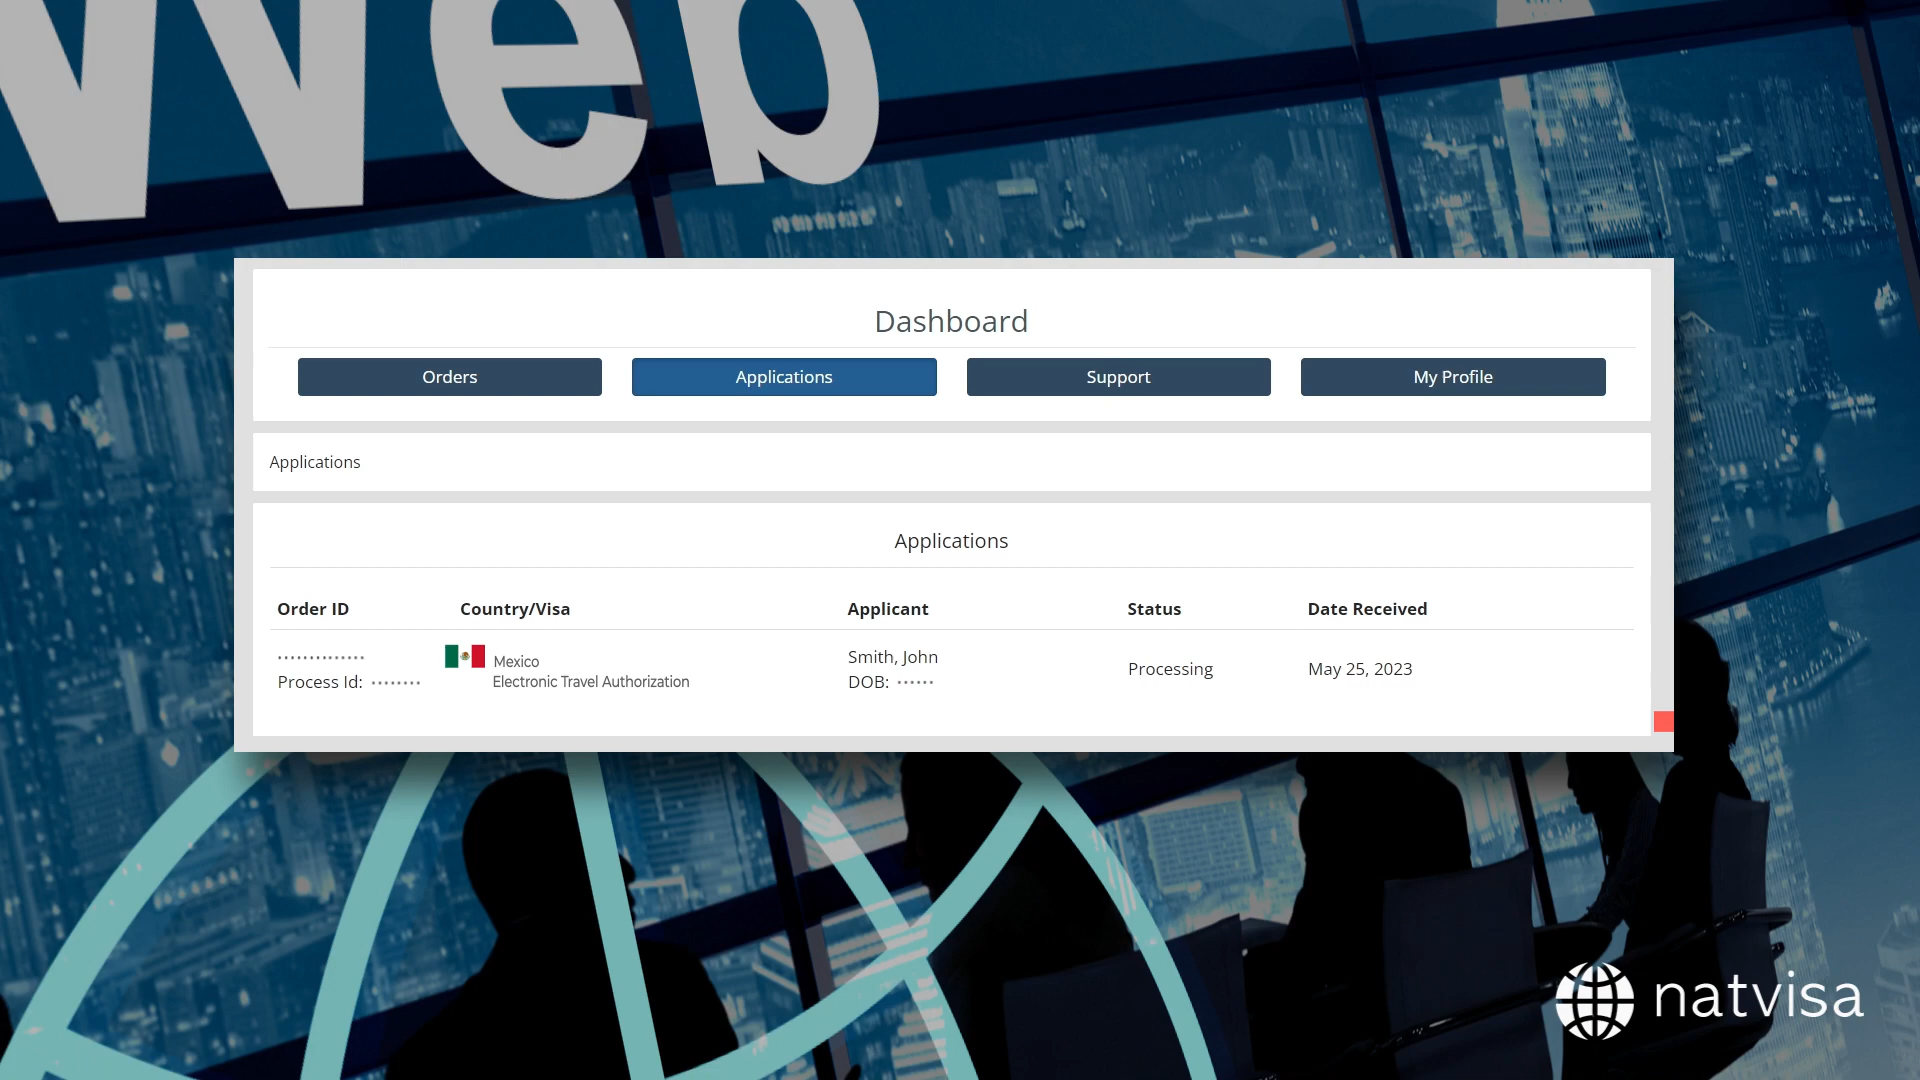 Web
Dashboard
Orders
Applications
Support
My Profile
Applications
Applications
Order ID
Country/Visa
Applicant
Status
Date Received
Process Id:
Mexico
Electronic Travel Authorization
Smith, John
DOB:
Processing
May 25, 2023
natvisa